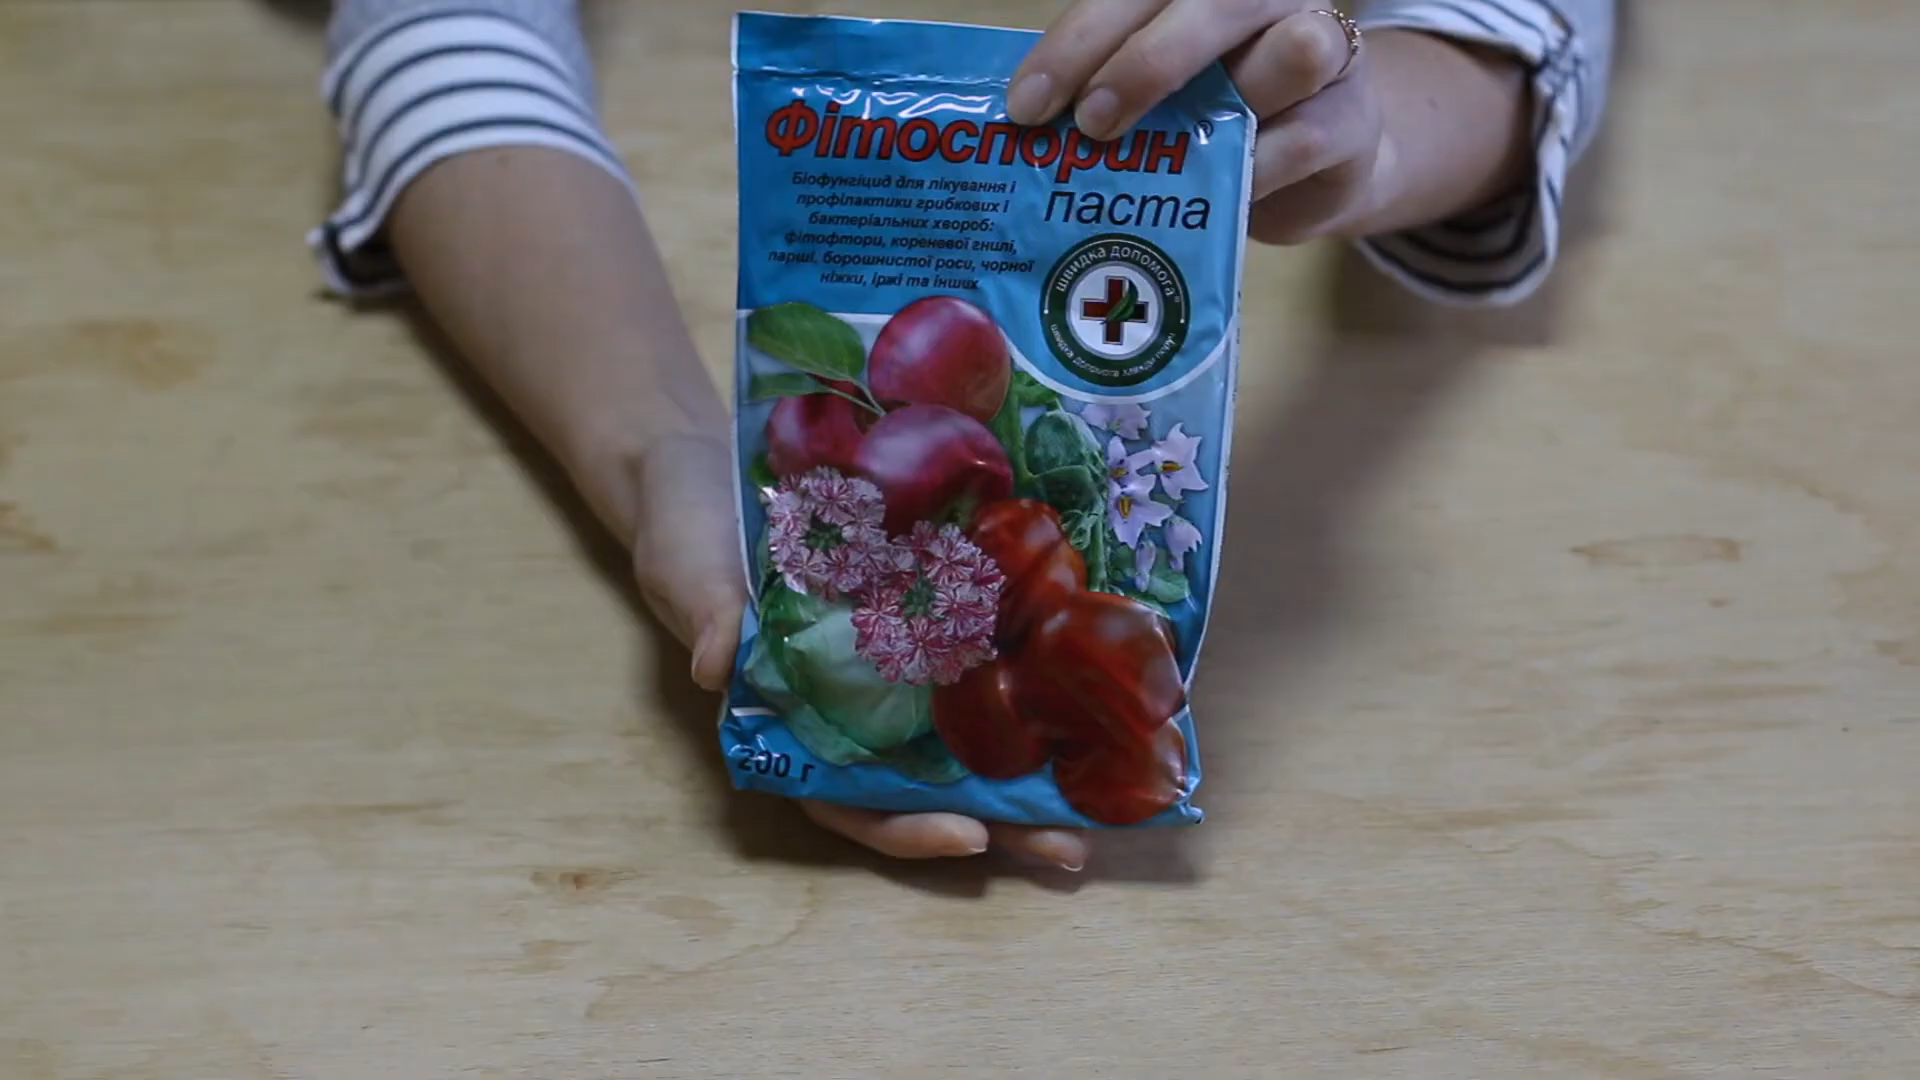 Фітоспорин®
паста
Біофунгіцид для лікування і
профілактики грибкових і
бактеріальних хвороб:
фітофтори, кореневої гнилі,
парші, борошнистої роси, чорної
ніжки, іржі та інших
ШВИДКА ДОПОМОГА
200 г